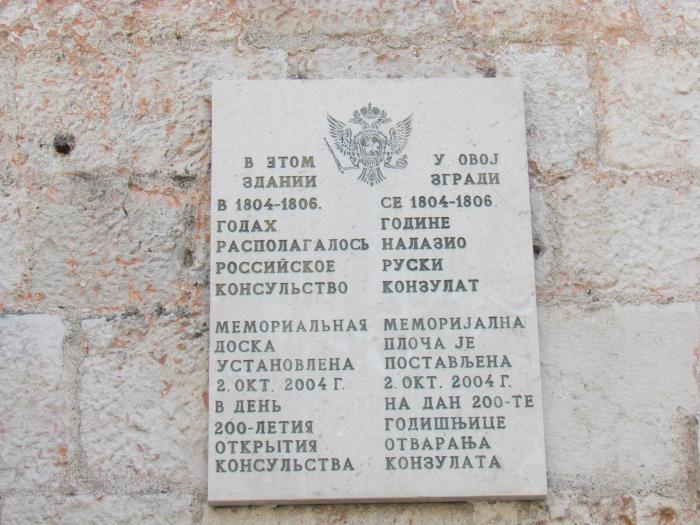 В ЭТОМ
ЗДАНИИ
В 1804-1806.
ГОДАХ
РАСПОЛАГАЛОСЬ
РОССИЙСКОЕ
КОНСУЛЬСТВО
МЕМОРИАЛЬНАЯ
ДОСКА
УСТАНОВЛЕНА
2. ОКТ. 2004 Г.
В ДЕНЬ
200-ЛЕТИЯ
ОТКРЫТИЯ
КОНСУЛЬСТВА
У ОВОЈ
ЗГРАДИ
СЕ 1804-1806.
ГОДИНЕ
НАЛАЗИО
РУСКИ
КОНЗУЛАТ
МЕМОРИЈАЛНА
ПЛОЧА ЈЕ
ПОСТАВЉЕНА
2. ОКТ. 2004 Г.
НА ДАН 200-ТЕ
ГОДИШЊИЦЕ
ОТВАРАЊА
КОНЗУЛАТА